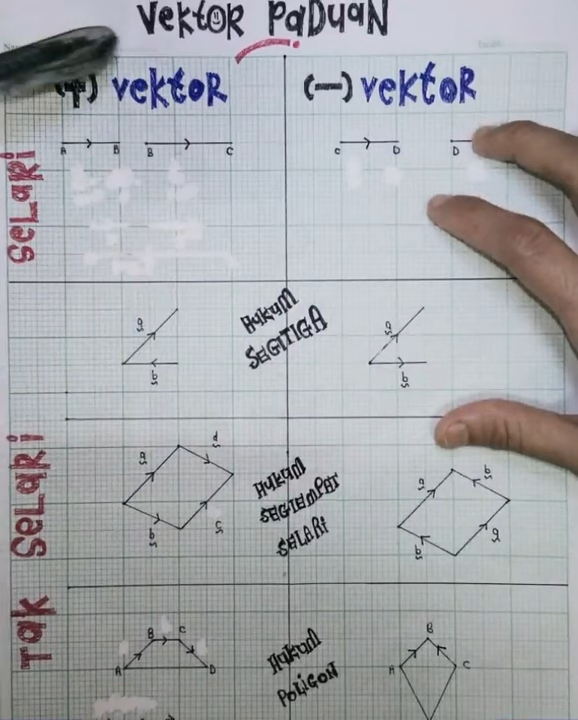 VEKTOR PADUAN
(+) VEKTOR
(-) VEKTOR
SELARI
A B B C
C D D
HUKUM
SEGITIGA
a
b
a
b
TAK SELARI
HUKUM
SEGIEMPAT
SELARI
a
d
b
c
a
b
b
a
HUKUM
POLIGON
A B C D
A B C